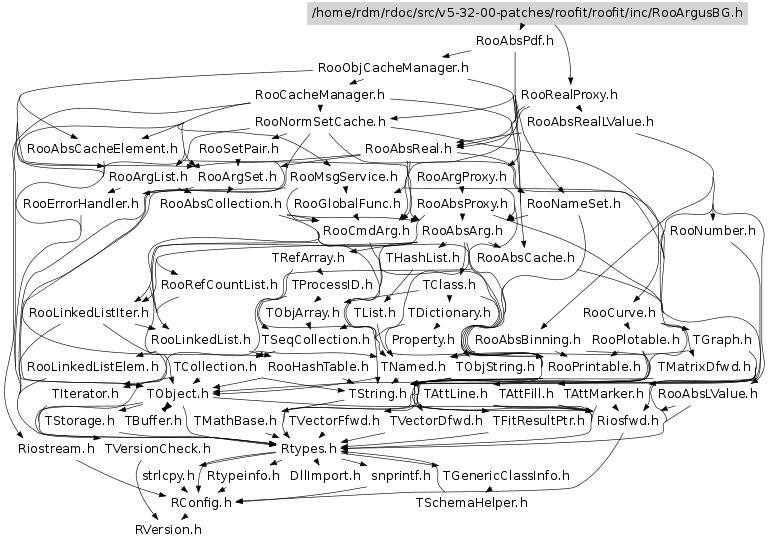 /home/rdm/rdoc/src/v5-32-00-patches/roofit/roofit/inc/RooArgusBG.h
RooAbsPdf.h
RooObjCacheManager.h
RooCacheManager.h RooRealProxy.h
RooNormSetCache.h RooAbsRealLValue.h
RooAbsCacheElement.h RooSetPair.h RooAbsReal.h
RooArgList.h RooArgSet.h RooMsgService.h RooArgProxy.h
RooErrorHandler.h RooAbsCollection.h RooGlobalFunc.h RooAbsProxy.h RooNameSet.h
RooCmdArg.h RooAbsArg.h RooNumber.h
TRefArray.h THashList.h RooAbsCache.h
RooRefCountList.h TProcessID.h TClass.h
RooLinkedListIter.h TObjArray.h TList.h TDictionary.h RooCurve.h
RooLinkedList.h TSeqCollection.h Property.h RooAbsBinning.h RooPlotable.h TGraph.h
RooLinkedListElem.h TCollection.h RooHashTable.h TNamed.h TObjString.h RooPrintable.h TMatrixDfwd.h
TIterator.h TObject.h TString.h TAttLine.h TAttFill.h TAttMarker.h RooAbsLValue.h
TStorage.h TBuffer.h TMathBase.h TVectorFfwd.h TVectorDfwd.h TFitResultPtr.h Riosfwd.h
Riostream.h TVersionCheck.h Rtypes.h
strlcpy.h Rtypeinfo.h DllImport.h snprintf.h TGenericClassInfo.h
RConfig.h TSchemaHelper.h
RVersion.h